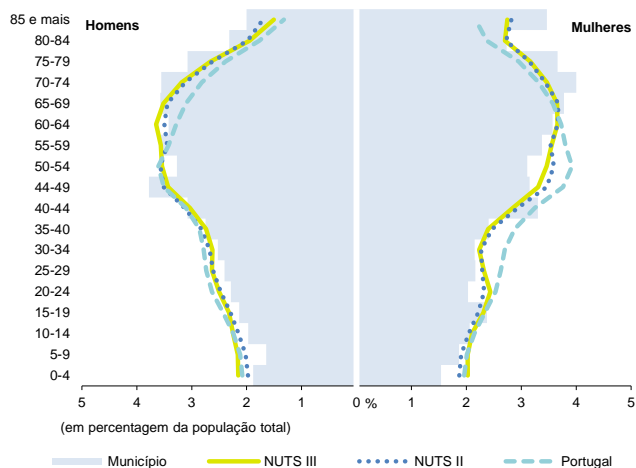 Homens
Mulheres
85 e mais
80-84
75-79
70-74
65-69
60-64
55-59
50-54
44-49
40-44
35-40
30-34
25-29
20-24
15-19
10-14
5-9
0-4
5 4 3 2 1 0 % 1 2 3 4 5
(em percentagem da população total)
Município NUTS III NUTS II Portugal